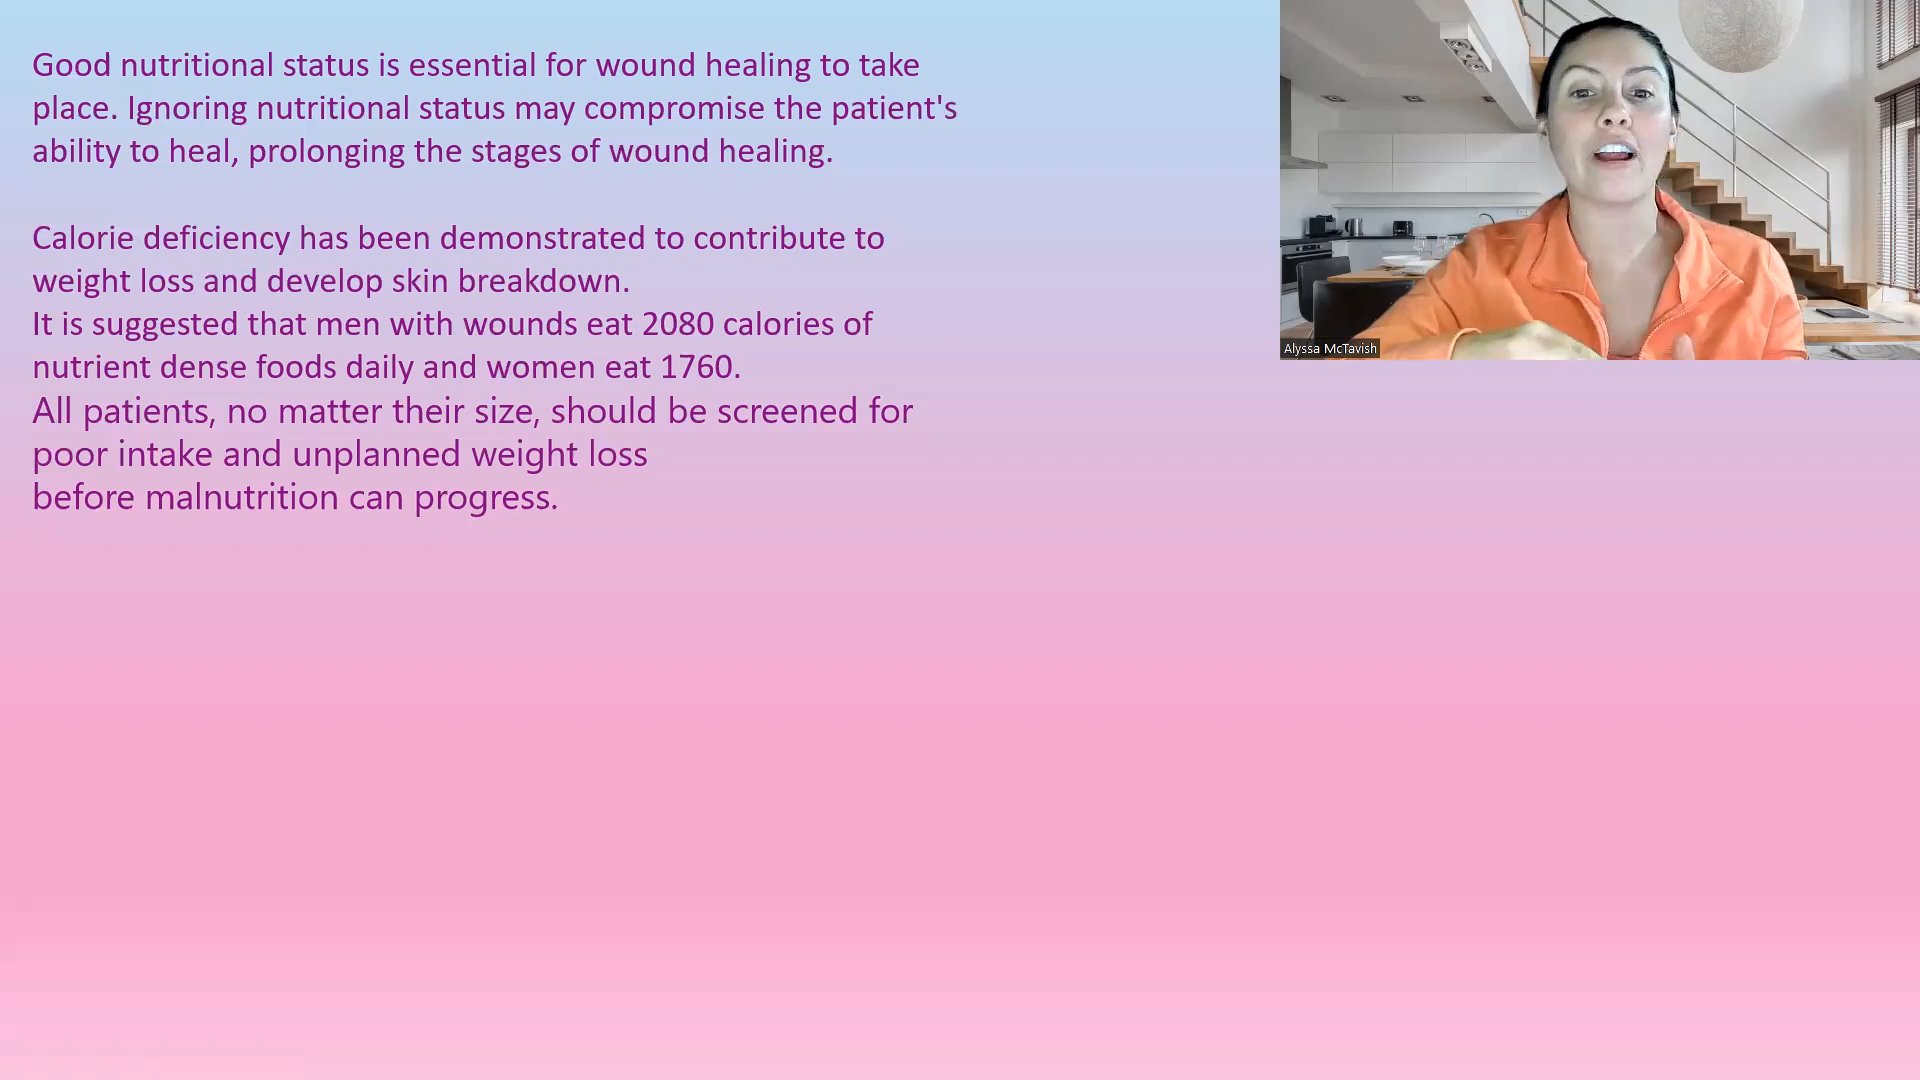 Good nutritional status is essential for wound healing to take
place. Ignoring nutritional status may compromise the patient's
ability to heal, prolonging the stages of wound healing.
Calorie deficiency has been demonstrated to contribute to
weight loss and develop skin breakdown.
It is suggested that men with wounds eat 2080 calories of
nutrient dense foods daily and women eat 1760.
All patients, no matter their size, should be screened for
poor intake and unplanned weight loss
before malnutrition can progress.
Alyssa McTavish